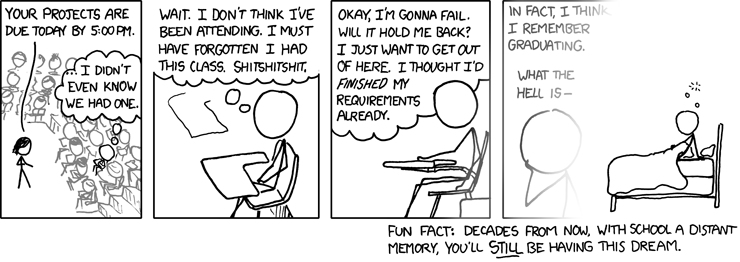 YOUR PROJECTS ARE
DUE TODAY BY 5:00 PM.
... I DIDN'T
EVEN KNOW
WE HAD ONE.
WAIT. I DON'T THINK I'VE
BEEN ATTENDING. I MUST
HAVE FORGOTTEN I HAD
THIS CLASS. SHITSHITSHIT.
OKAY, I'M GONNA FAIL.
WILL IT HOLD ME BACK?
I JUST WANT TO GET OUT
OF HERE. I THOUGHT I'D
FINISHED MY
REQUIREMENTS
ALREADY.
IN FACT, I THINK
I REMEMBER
GRADUATING.
WHAT THE
HELL IS—
FUN FACT: DECADES FROM NOW, WITH SCHOOL A DISTANT
MEMORY, YOU'LL STILL BE HAVING THIS DREAM.